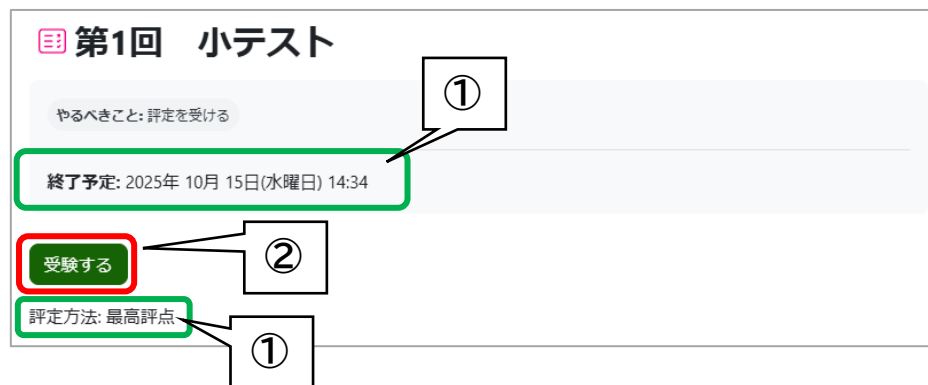 第1回　小テスト
①
やるべきこと: 評定を受ける
終了予定: 2025年 10月 15日(水曜日) 14:34
②
受験する
評定方法: 最高評点
①